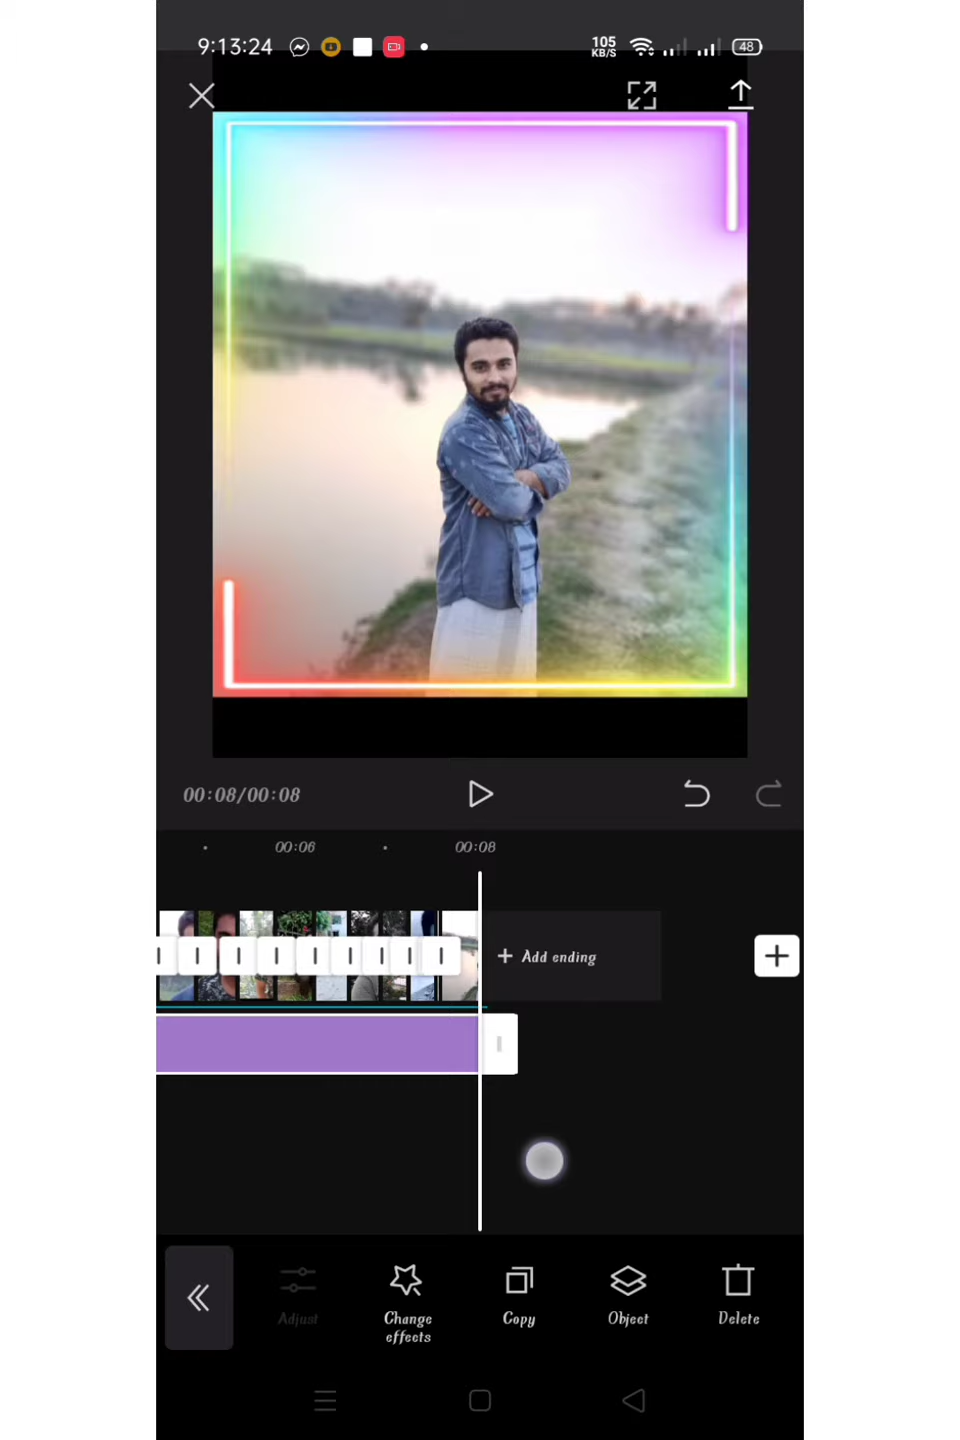 9:13:24
105
KB/S
48
00:08/00:08
00:06
00:08
+ Add ending
Adjust
Change
effects
Copy
Object
Delete